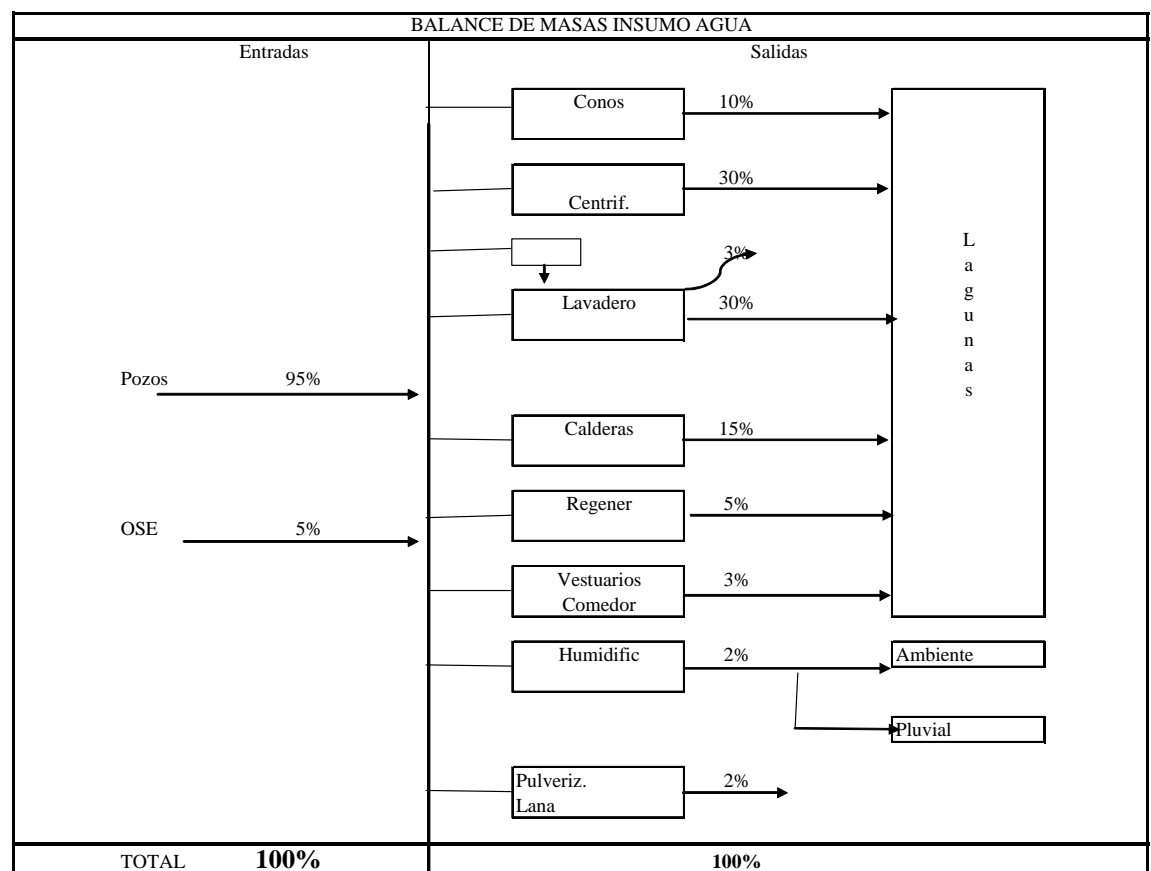 BALANCE DE MASAS INSUMO AGUA
Entradas
Salidas
Conos
10%
Centrif.
30%
3%
Lavadero
30%
L
a
g
u
n
a
s
Pozos
95%
Calderas
15%
Regener
5%
OSE
5%
Vestuarios
Comedor
3%
Humidific
2%
Ambiente
Pluvial
Pulveriz.
Lana
2%
TOTAL
100%
100%